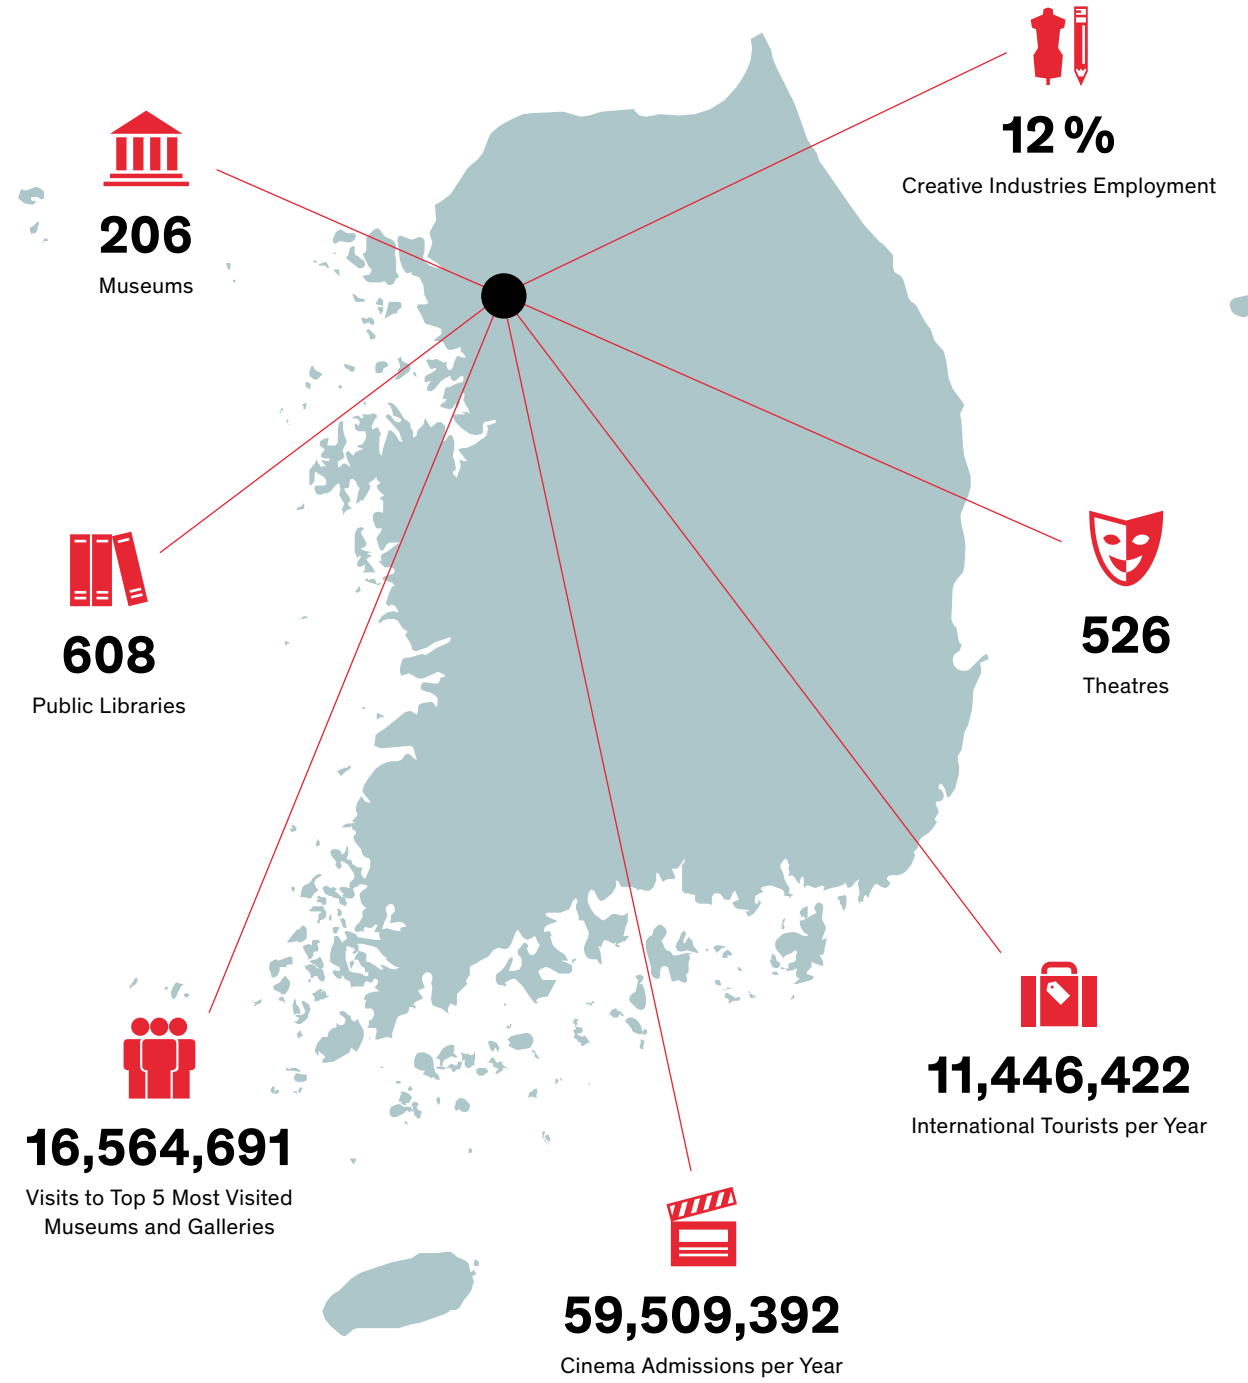 12 %
Creative Industries Employment
206
Museums
526
Theatres
608
Public Libraries
11,446,422
International Tourists per Year
16,564,691
Visits to Top 5 Most Visited
Museums and Galleries
59,509,392
Cinema Admissions per Year